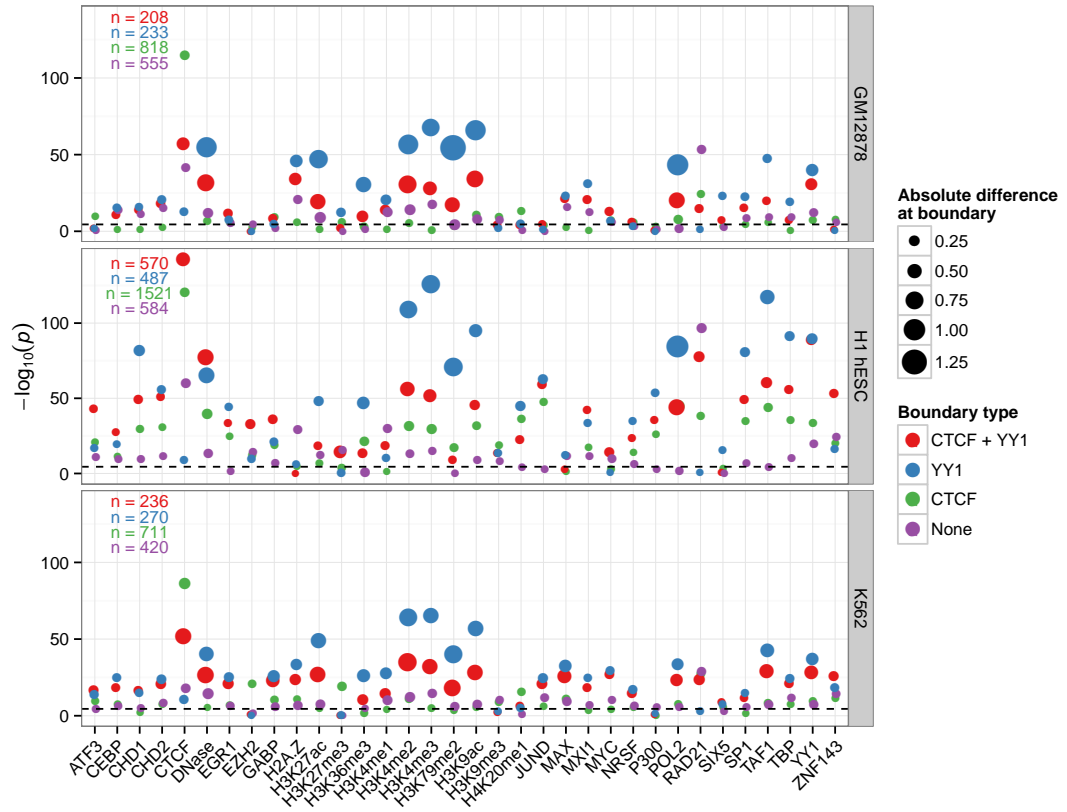 n = 208
n = 233
n = 818
n = 555
100
50
0
GM12878
n = 570
n = 487
n = 1521
n = 584
100
50
0
H1 hESC
n = 236
n = 270
n = 711
n = 420
100
50
0
K562
−log10(p)
ATF3
CEBP
CHD1
CHD2
CTCF
DNase
EGR1
EZH2
GABP
H2A.Z
H3K27ac
H3K27me3
H3K36me3
H3K4me1
H3K4me2
H3K4me3
H3K79me2
H3K9ac
H3K9me3
H4K20me1
JUND
MAX
MXI1
MYC
NRSF
P300
POL2
RAD21
SIX5
SP1
TAF1
TBP
YY1
ZNF143
Absolute difference
at boundary
0.25
0.50
0.75
1.00
1.25
Boundary type
CTCF + YY1
YY1
CTCF
None